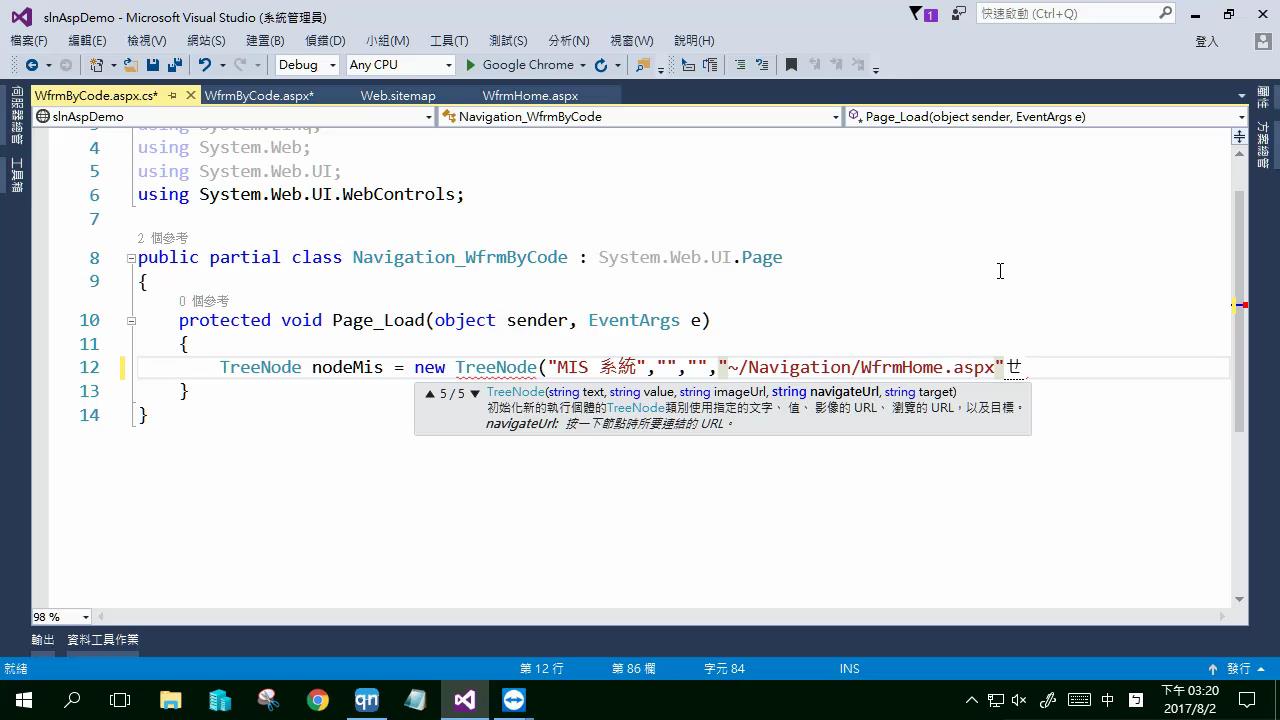 slnAspDemo - Microsoft Visual Studio (系統管理員)
1
快速啟動 (Ctrl+Q)
檔案(F) 編輯(E) 檢視(V) 網站(S) 建置(B) 偵錯(D) 小組(M) 工具(T) 測試(S) 分析(N) 視窗(W) 說明(H)
登入
Debug Any CPU Google Chrome
WfrmByCode.aspx.cs* WfrmByCode.aspx* Web.sitemap WfrmHome.aspx
slnAspDemo Navigation_WfrmByCode Page_Load(object sender, EventArgs e)
伺服器總管
工具箱
屬性
方案總管
3 using System.Linq;
4 using System.Web;
5 using System.Web.UI;
6 using System.Web.UI.WebControls;
7
2 個參考
8 public partial class Navigation_WfrmByCode : System.Web.UI.Page
9 {
0 個參考
10 protected void Page_Load(object sender, EventArgs e)
11 {
12 TreeNode nodeMis = new TreeNode("MIS 系統","","","~/Navigation/WfrmHome.aspx"ㄝ
13 }
14 }
▲ 5 / 5 ▼ TreeNode(string text, string value, string imageUrl, string navigateUrl, string target)
初始化新的執行個體的TreeNode類別使用指定的文字、 值、 影像的 URL、 瀏覽的 URL，以及目標。
navigateUrl: 按一下節點時所要連結的 URL。
98 %
輸出 資料工具作業
就緒 第 12 行 第 86 欄 字元 84 INS 發行
qn
中
ㄅ
下午 03:20
2017/8/2